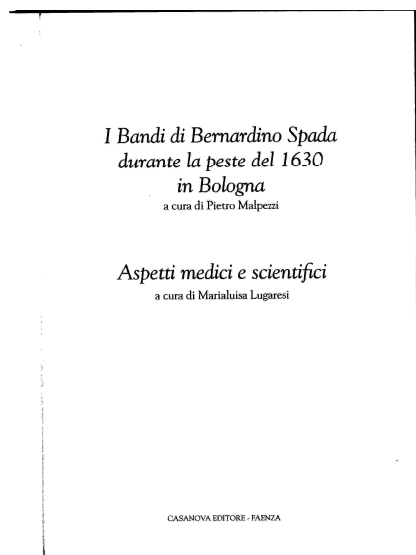 I Bandi di Bernardino Spada
durante la peste del 1630
in Bologna
a cura di Pietro Malpezzi
Aspetti medici e scientifici
a cura di Marialuisa Lugaresi
CASANOVA EDITORE - FAENZA